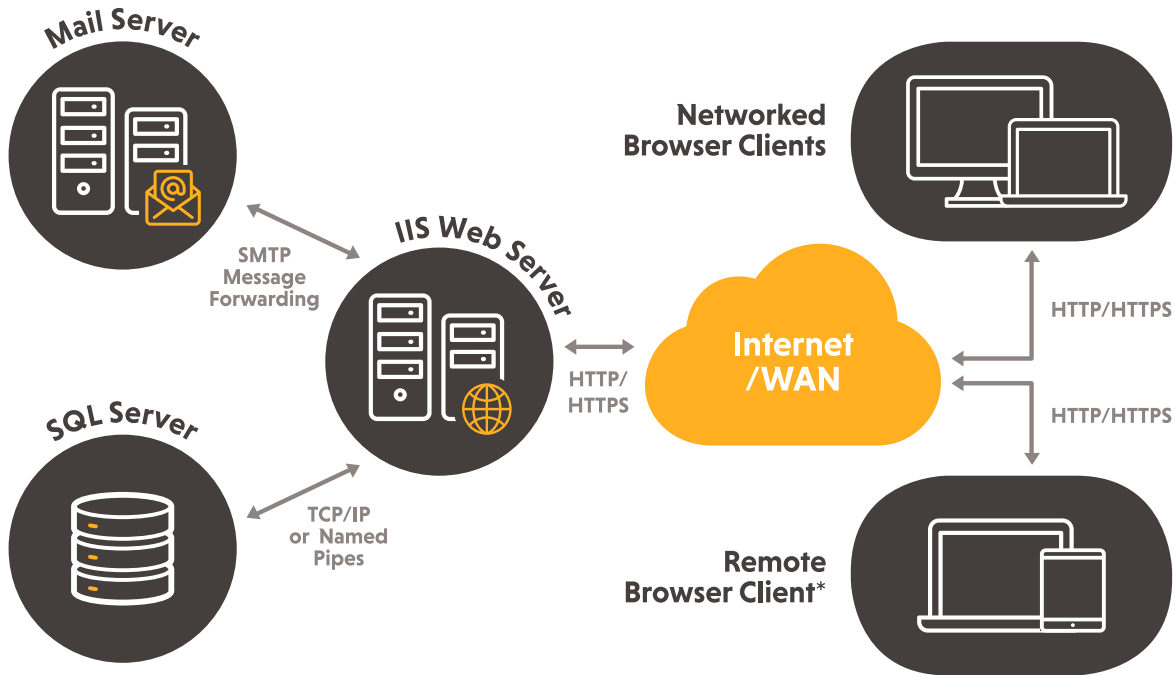 Mail Server
SMTP
Message
Forwarding
IIS Web Server
SQL Server
TCP/IP
or Named
Pipes
HTTP/
HTTPS
Internet
/WAN
Networked
Browser Clients
HTTP/HTTPS
HTTP/HTTPS
Remote
Browser Client*
@